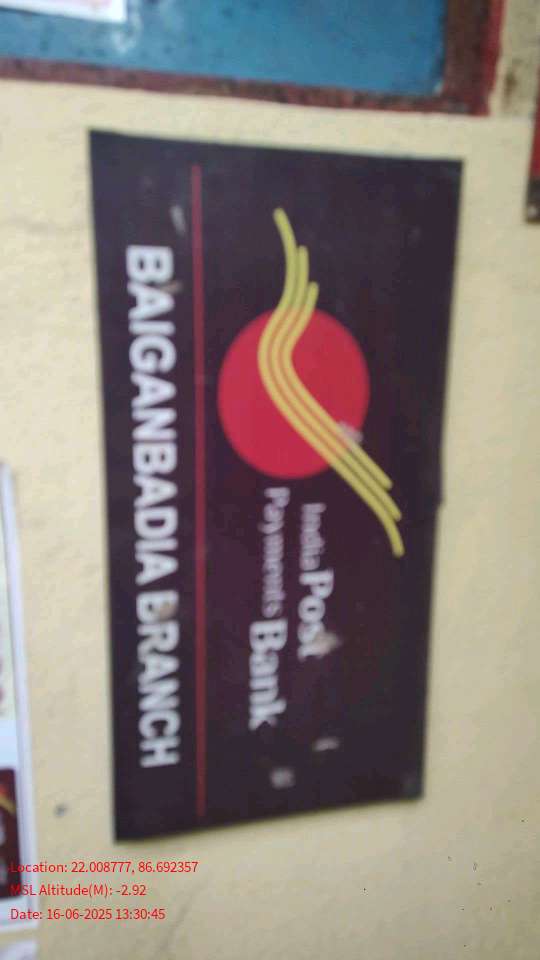 India Post
Payments Bank
BAIGANBADIA BRANCH
Location: 22.008777, 86.692357
MSL Altitude(M): -2.92
Date: 16-06-2025 13:30:45